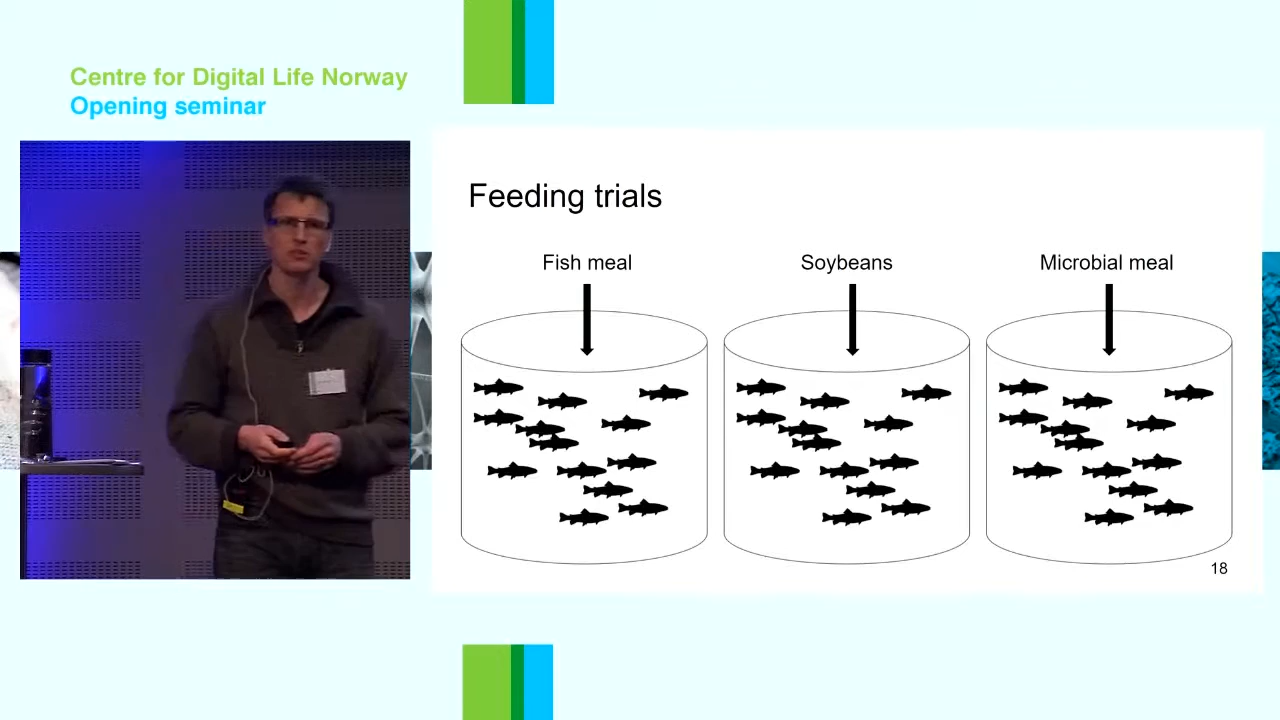 Centre for Digital Life Norway
Opening seminar
Feeding trials
Fish meal
Soybeans
Microbial meal
18